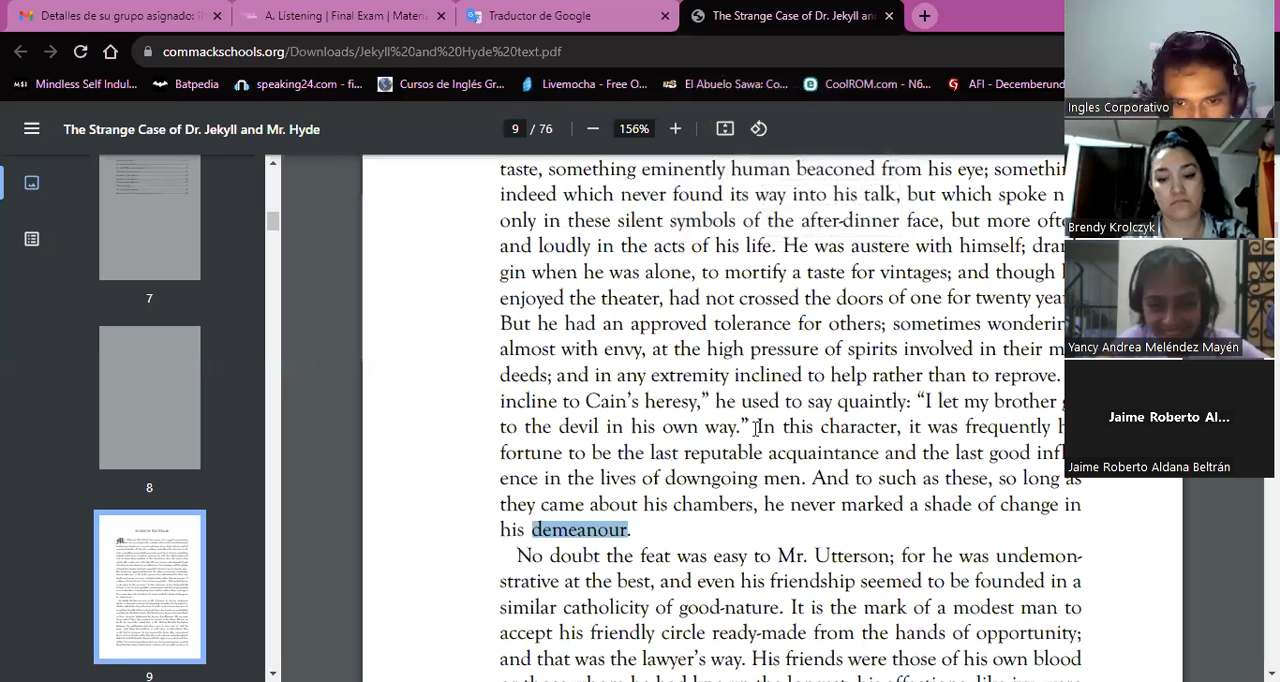 Detalles de su grupo asignado:
A. Listening | Final Exam | Mater
Traductor de Google
The Strange Case of Dr. Jekyll an
commackschools.org/Downloads/Jekyll%20and%20Hyde%20text.pdf
Mindless Self Indul...
Batpedia
speaking24.com - fi...
Cursos de Inglés Gr...
Livemocha - Free O...
El Abuelo Sawa: Co...
CoolROM.com - N6...
AFI - Decemberund
The Strange Case of Dr. Jekyll and Mr. Hyde
9 / 76
156%
7
8
9
taste, something eminently human beaconed from his eye; somethin
indeed which never found its way into his talk, but which spoke n
only in these silent symbols of the after-dinner face, but more ofte
and loudly in the acts of his life. He was austere with himself; dran
gin when he was alone, to mortify a taste for vintages; and though
enjoyed the theater, had not crossed the doors of one for twenty yea
But he had an approved tolerance for others; sometimes wonderin
almost with envy, at the high pressure of spirits involved in their m
deeds; and in any extremity inclined to help rather than to reprove.
incline to Cain's heresy,” he used to say quaintly: “I let my brother
to the devil in his own way.” In this character, it was frequently h
fortune to be the last reputable acquaintance and the last good infl
ence in the lives of downgoing men. And to such as these, so long as
they came about his chambers, he never marked a shade of change in
his demeanour.
No doubt the feat was easy to Mr. Utterson; for he was undemon-
strative at the best, and even his friendship seemed to be founded in a
similar catholicity of good-nature. It is the mark of a modest man to
accept his friendly circle ready-made from the hands of opportunity;
and that was the lawyer's way. His friends were those of his own blood
Ingles Corporativo
Brendy Krolczyk
Yancy Andrea Meléndez Mayén
Jaime Roberto Al...
Jaime Roberto Aldana Beltrán